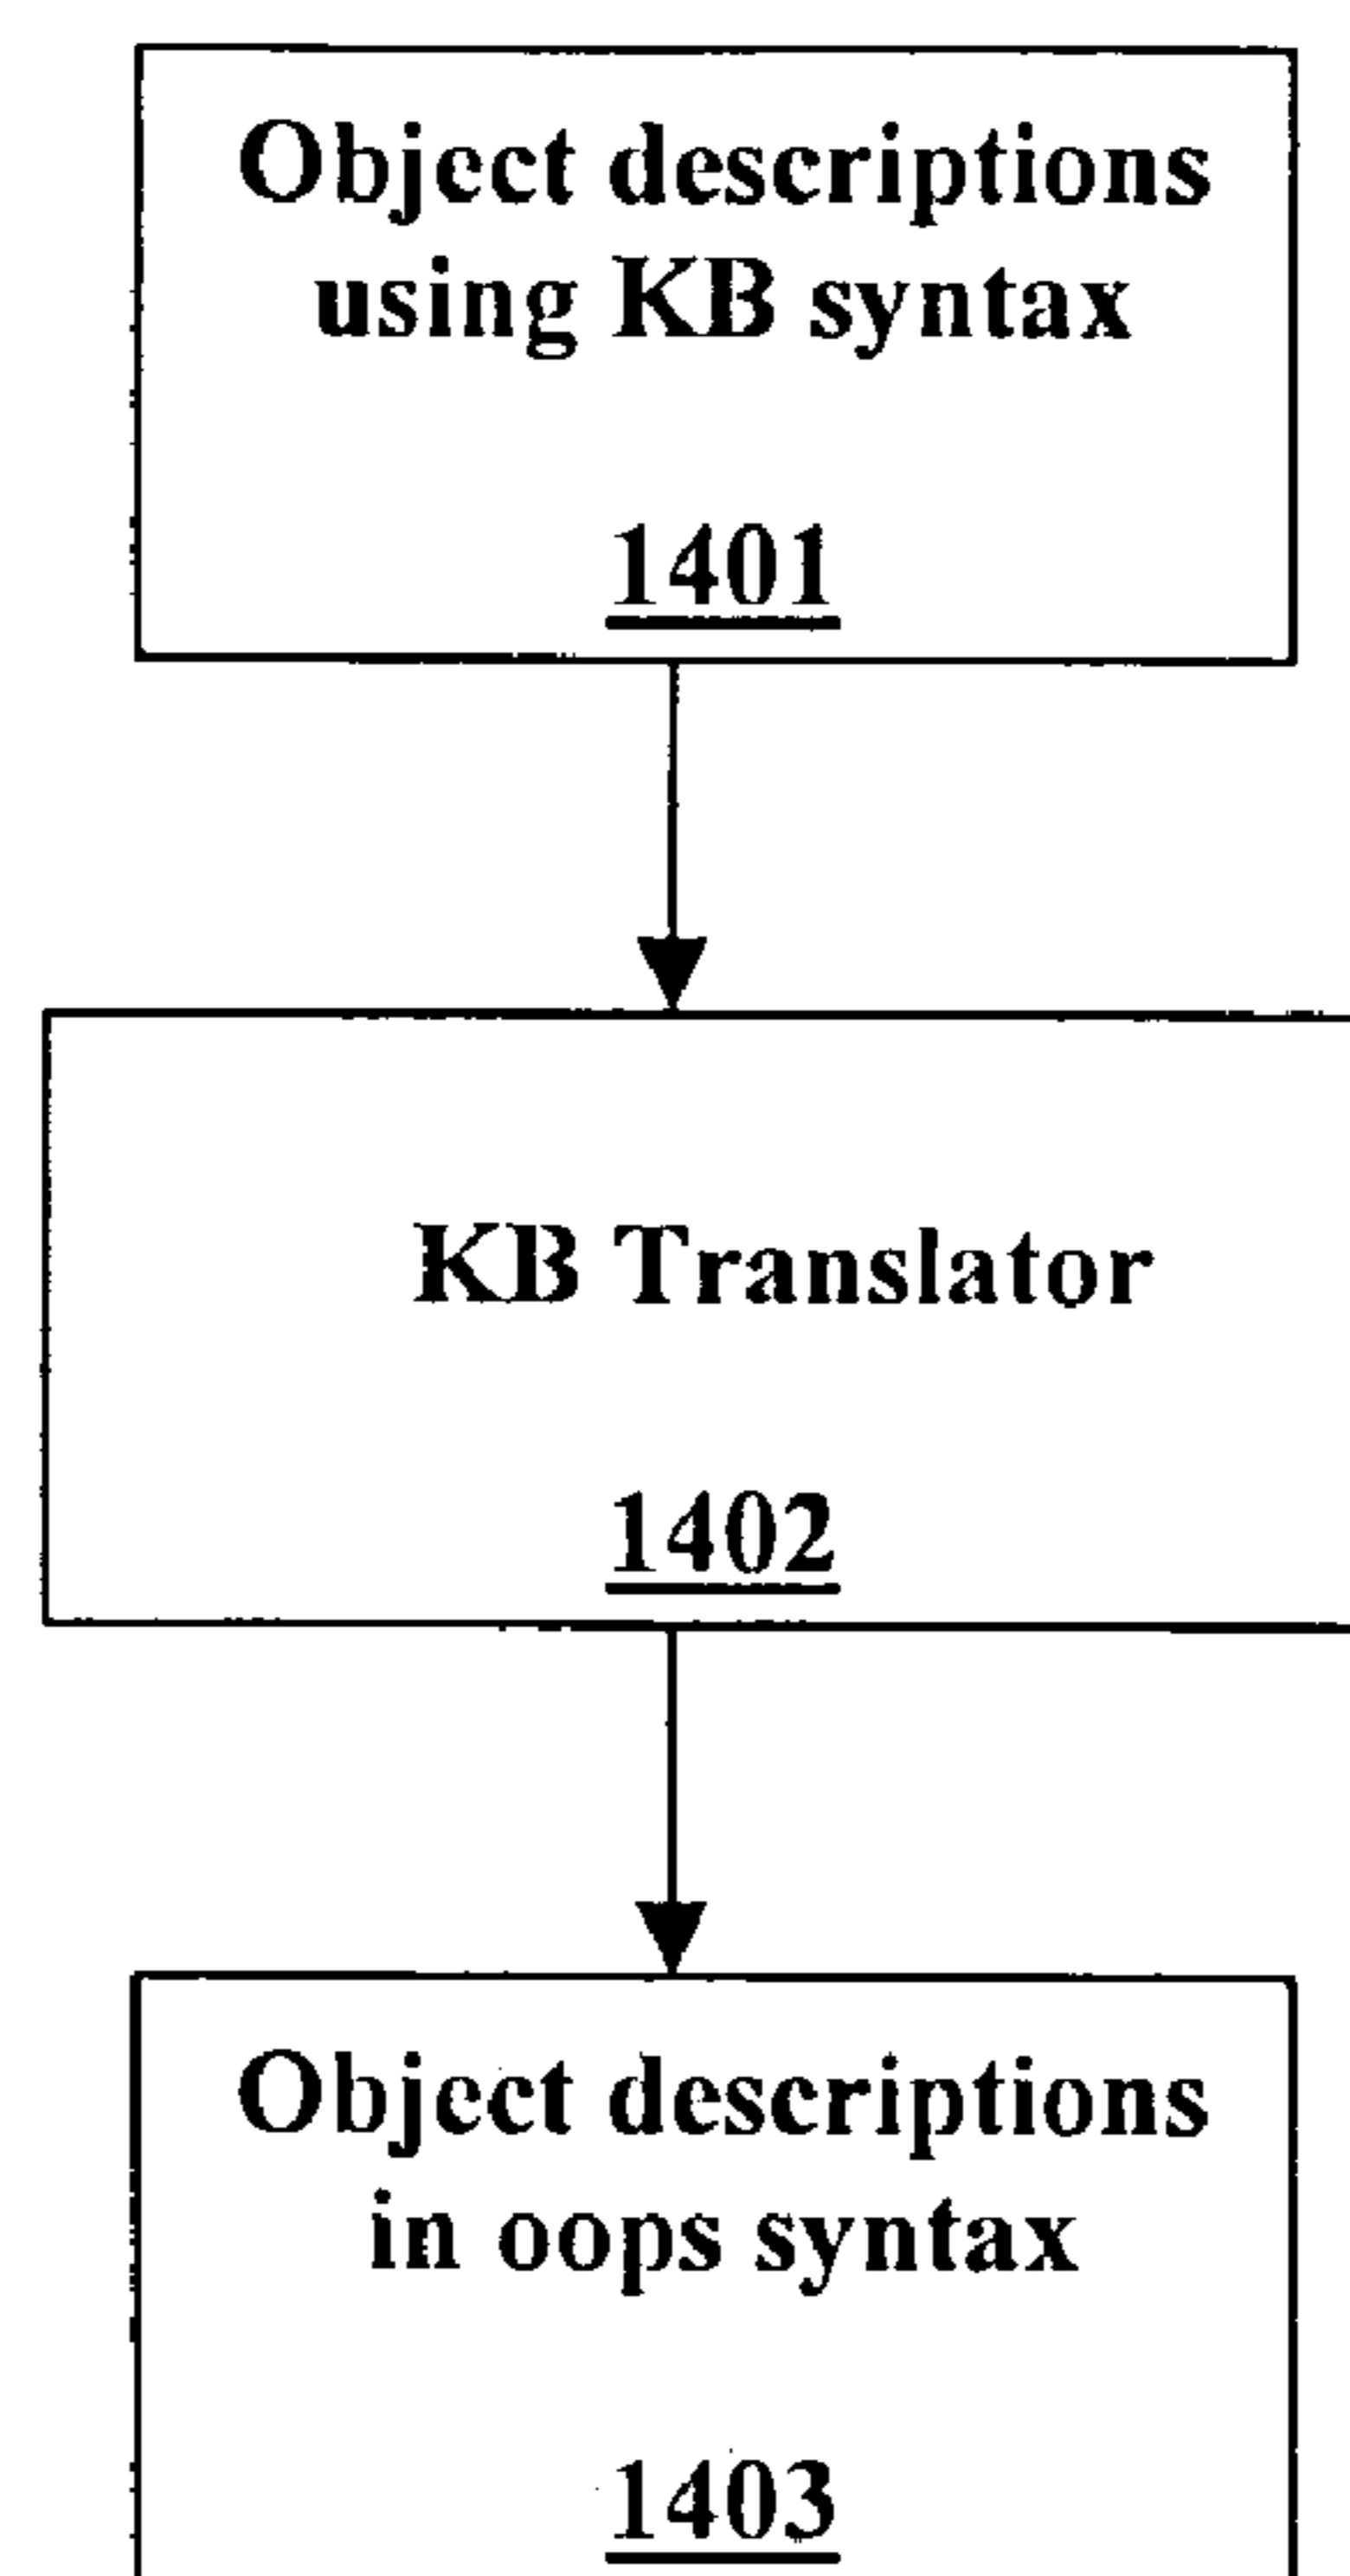 Object descriptions
using KB syntax
1401
KB Translator
1402
Object descriptions
in oops syntax
1403